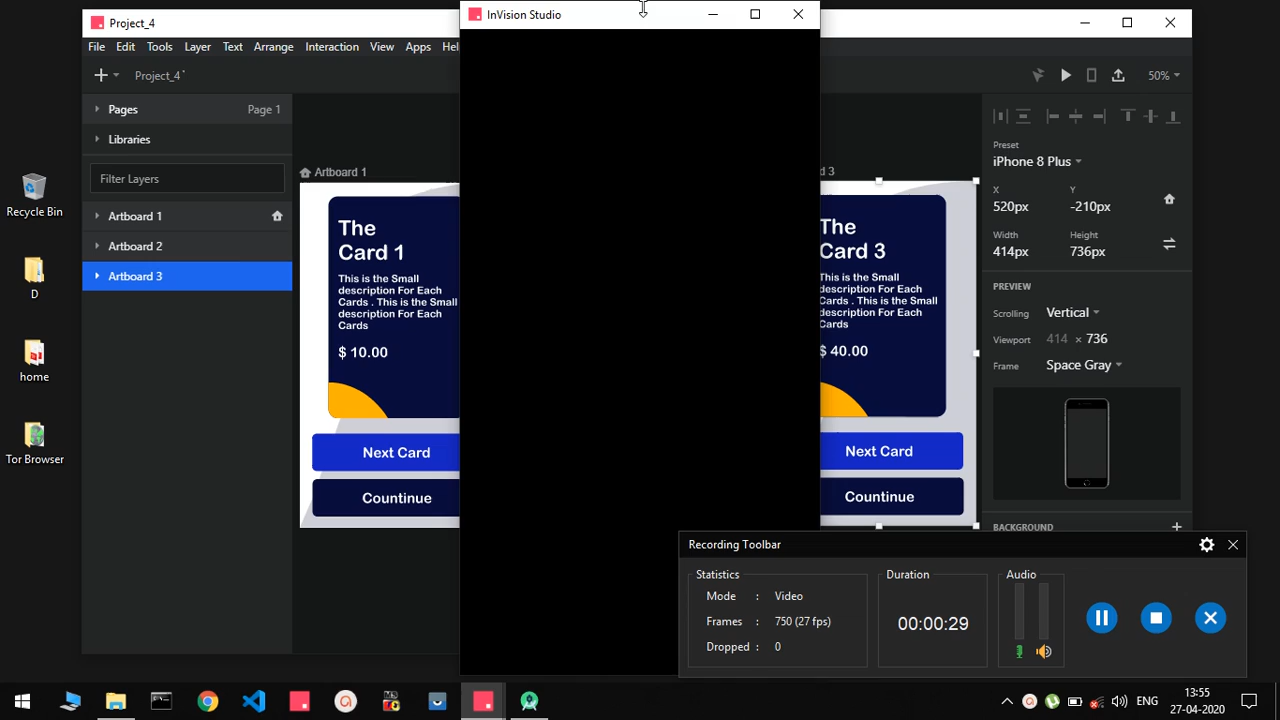 Project_4
InVision Studio
File Edit Tools Layer Text Arrange Interaction View Apps Hel
Project_4*
50%
Pages Page 1
Libraries
Filter Layers
Artboard 1
Artboard 2
Artboard 3
Recycle Bin
D
home
Tor Browser
Artboard 1
The
Card 1
This is the Small
description For Each
Cards . This is the Small
description For Each
Cards
$ 10.00
Next Card
Countinue
d 3
The
Card 3
This is the Small
description For Each
Cards . This is the Small
description For Each
Cards
$ 40.00
Next Card
Countinue
Preset
iPhone 8 Plus
X Y
520px -210px
Width Height
414px 736px
PREVIEW
Scrolling Vertical
Viewport 414 × 736
Frame Space Gray
BACKGROUND
Recording Toolbar
Statistics
Mode : Video
Frames : 750 (27 fps)
Dropped : 0
Duration
00:00:29
Audio
ENG
13:55
27-04-2020